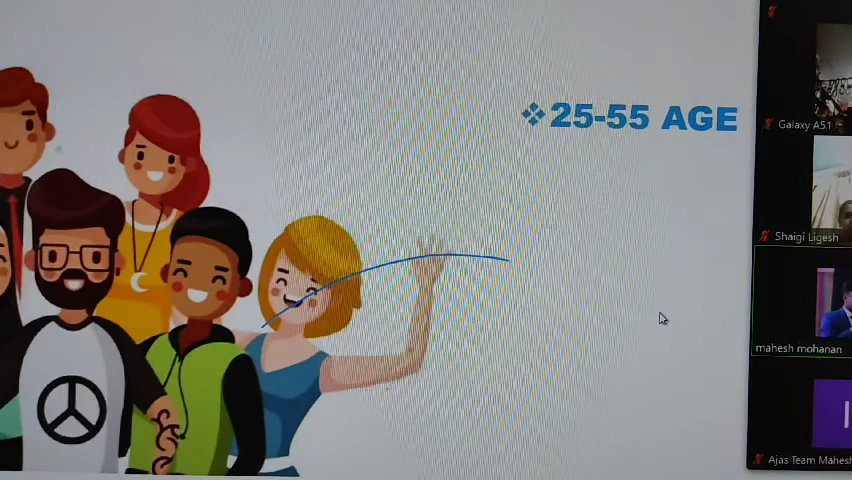 ❖25-55 AGE
Galaxy A51
Shaigi Ligesh
mahesh mohanan
Ajas Team Mahesh